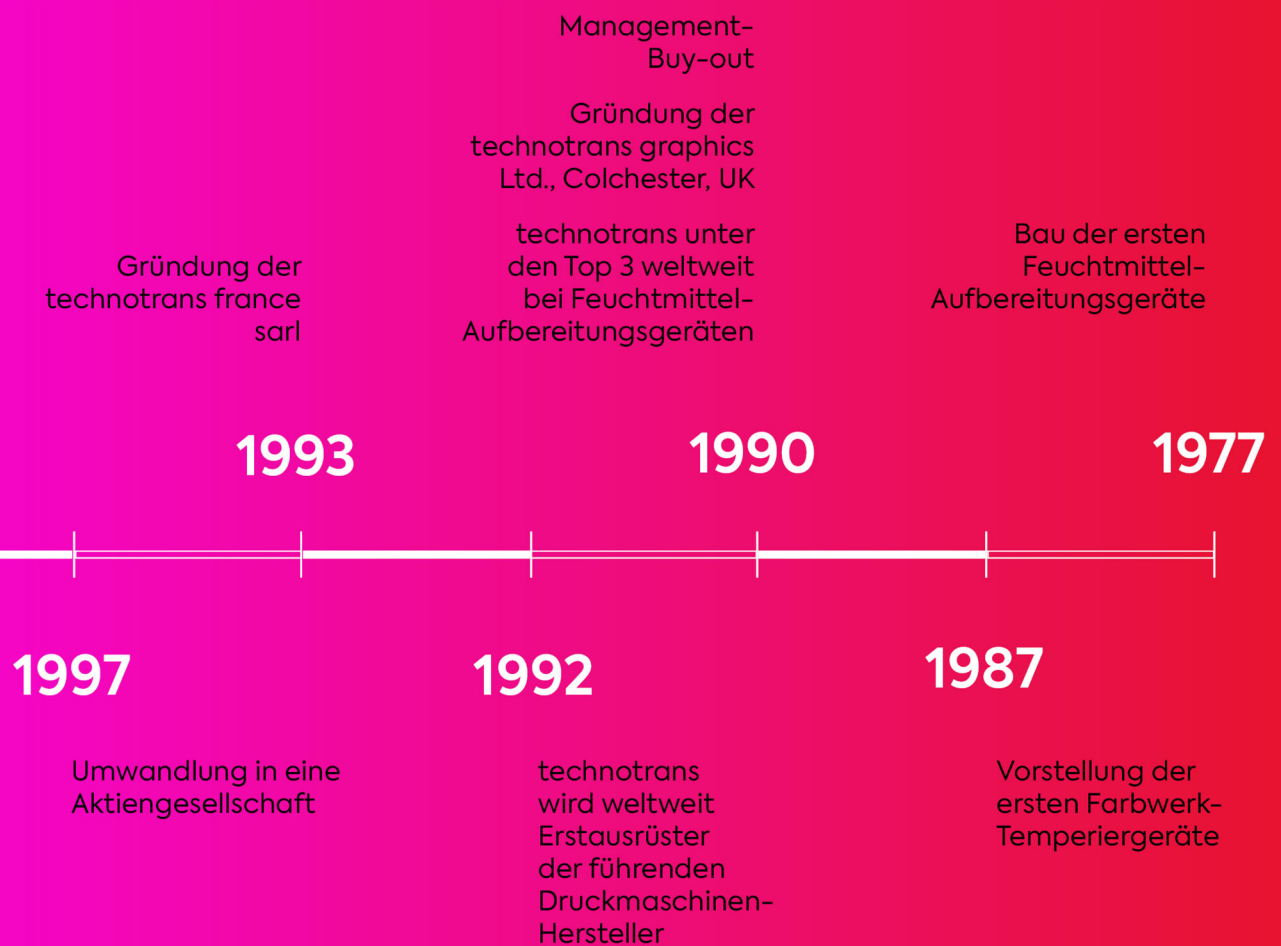 Management-
Buy-out
Gründung der
technotrans graphics
Ltd., Colchester, UK
technotrans unter
den Top 3 weltweit
bei Feuchtmittel-
Aufbereitungsgeräten
Bau der ersten
Feuchtmittel-
Aufbereitungsgeräte
Gründung der
technotrans france
sarl
1993
1990
1977
1997
1992
1987
Umwandlung in eine
Aktiengesellschaft
technotrans
wird weltweit
Erstausrüster
der führenden
Druckmaschinen-
Hersteller
Vorstellung der
ersten Farbwerk-
Temperiergeräte